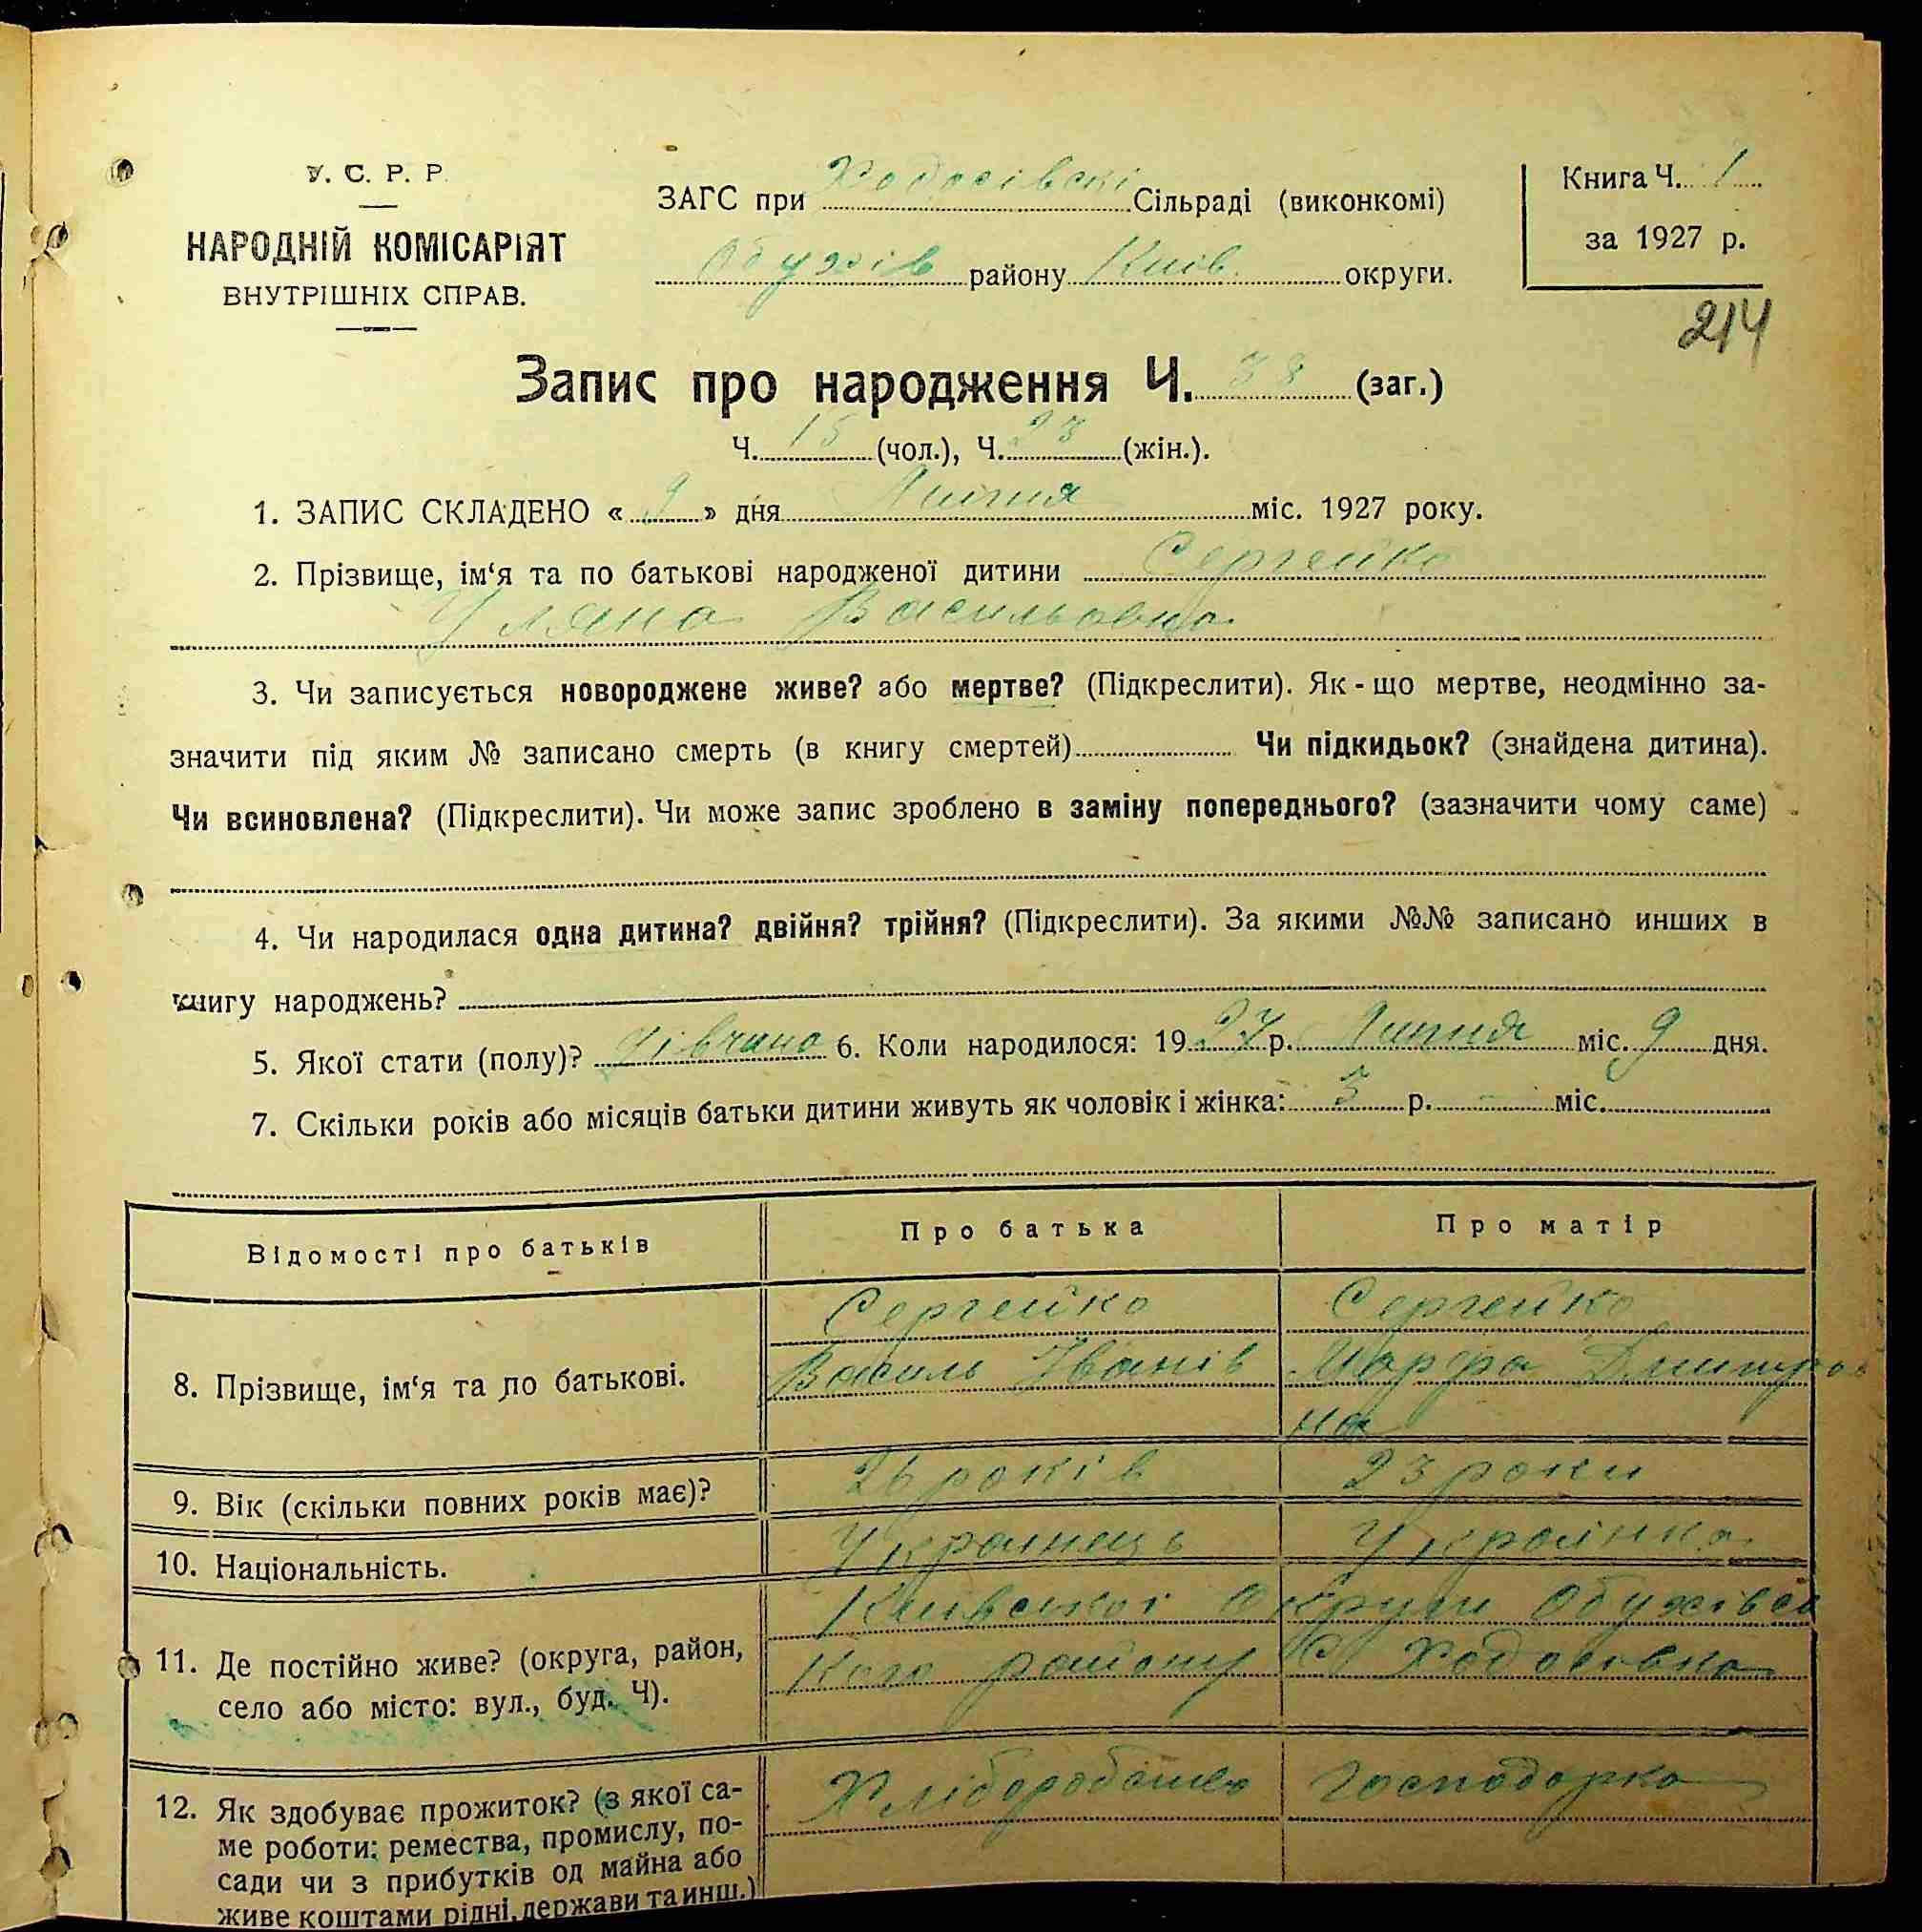 У. С. Р. Р.
НАРОДНІЙ КОМІСАРІЯТ
ВНУТРІШНІХ СПРАВ.
ЗАГС при Ходосівскі Сільраді (виконкомі)
Обухів району Київ. округи.
Книга Ч. 1
за 1927 р.
214
Запис про народження Ч. 38 (заг.)
Ч. 15 (чол.), Ч. 23 (жін.).
1. ЗАПИС СКЛАДЕНО « 9 » дня Липня міс. 1927 року.
2. Прізвище, ім‘я та по батькові народженої дитини Сергейко
Уляна Васильовна
3. Чи записується новороджене живе? або мертве? (Підкреслити). Як-що мертве, неодмінно за-
значити під яким № записано смерть (в книгу смертей) Чи підкидьок? (знайдена дитина).
Чи всиновлена? (Підкреслити). Чи може запис зроблено в заміну попереднього? (зазначити чому саме)
4. Чи народилася одна дитина? двійня? трійня? (Підкреслити). За якими №№ записано инших в
книгу народжень?
5. Якої стати (полу)? дівчина 6. Коли народилося: 1927 р. Липня міс. 9 дня.
7. Скільки років або місяців батьки дитини живуть як чоловік і жінка: 3 р. - міс.
Відомості про батьків Про батька Про матір
Сергейко Сергейко
8. Прізвище, ім‘я та по батькові. Василь Іванів Марфа Дмитров
на
9. Вік (скільки повних років має)? 26 років 23 роки
10. Національність. Українець Українка
11. Де постійно живе? (округа, район, Київської Округи Обухівсь
село або місто: вул., буд. Ч). кого району С Ходосовка
12. Як здобуває прожиток? (з якої са- Хліборобство Господарка
ме роботи: ремества, промислу, по-
сади чи з прибутків од майна або
живе коштами рідні, держави та инш.)